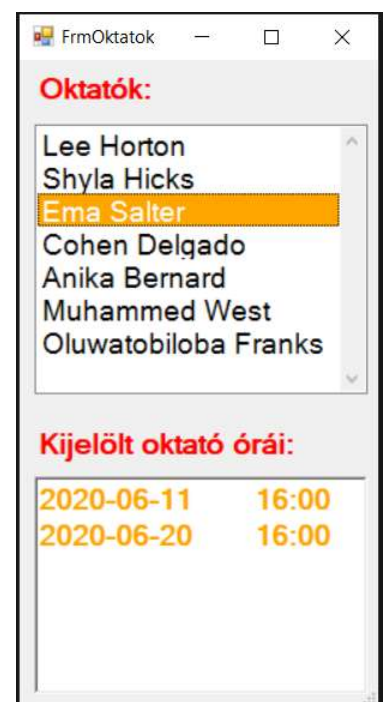 FrmOktatok
Oktatók:
Lee Horton
Shyla Hicks
Ema Salter
Cohen Delgado
Anika Bernard
Muhammed West
Oluwatobiloba Franks
Kijelölt oktató órái:
2020-06-11 16:00
2020-06-20 16:00